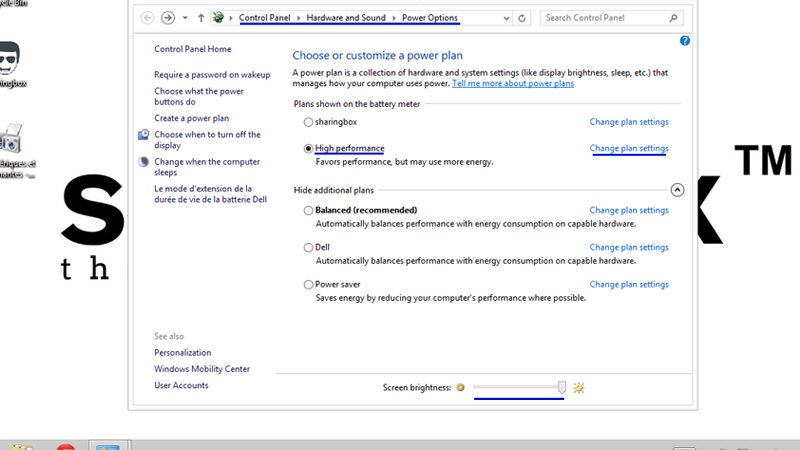 ycle Bin
Control Panel
Hardware and Sound
Power Options
Search Control Panel
Control Panel Home
Choose or customize a power plan
Require a password on wakeup
A power plan is a collection of hardware and system settings (like display brightness, sleep, etc.) that
manages how your computer uses power. Tell me more about power plans
Choose what the power
buttons do
Create a power plan
Choose when to turn off the
display
Change when the computer
sleeps
Le mode d'extension de la
durée de vie de la batterie Dell
Plans shown on the battery meter
sharingbox Change plan settings
High performance Change plan settings
Favors performance, but may use more energy.
Hide additional plans
Balanced (recommended) Change plan settings
Automatically balances performance with energy consumption on capable hardware.
Dell Change plan settings
Automatically balances performance with energy consumption on capable hardware.
Power saver Change plan settings
Saves energy by reducing your computer's performance where possible.
See also
Personalization
Windows Mobility Center
User Accounts
Screen brightness:
ingbox
ériques et
nantes -...
S
X
TM
th